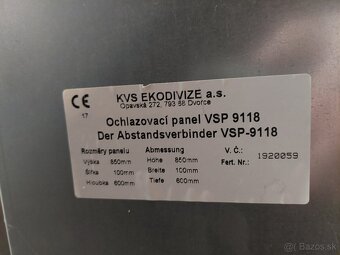 KVS EKODIVIZE a.s.
Opavská 272, 793 68 Dvorce
CE
17
Ochlazovací panel VSP 9118
Der Abstandsverbinder VSP-9118
Rozměry panelu Abmessung V. Č.: 1920059
Výška 850mm Höhe 850mm Fert. Nr.:
Šířka 100mm Breite 100mm
Hloubka 600mm Tiefe 600mm
Bazos.sk